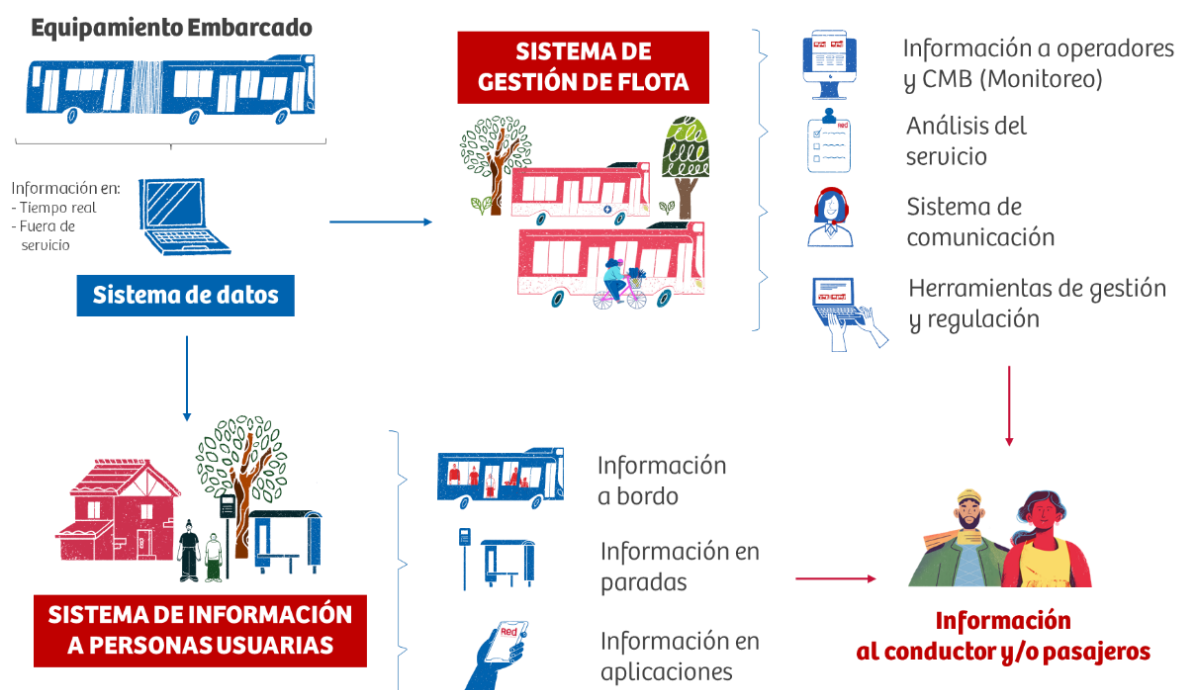 Equipamiento Embarcado
Información en:
- Tiempo real
- Fuera de
servicio
Sistema de datos
SISTEMA DE
GESTIÓN DE FLOTA
Información a operadores
y CMB (Monitoreo)
red
Análisis del
servicio
Sistema de
comunicación
Herramientas de gestión
y regulación
SISTEMA DE INFORMACIÓN
A PERSONAS USUARIAS
Información
a bordo
Información en
paradas
Red
Información en
aplicaciones
Información
al conductor y/o pasajeros